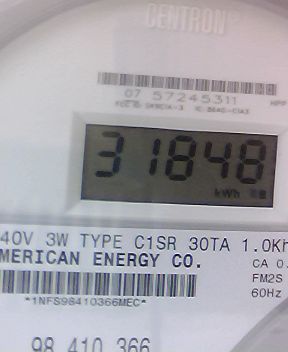 CENTRON®
07 57245311
31848
kWh
40V 3W TYPE C1SR 30TA 1.0Kh
MERICAN ENERGY CO.
CA 0.
FM2S
60Hz
*1NFS98410366MEC*
98 410 366